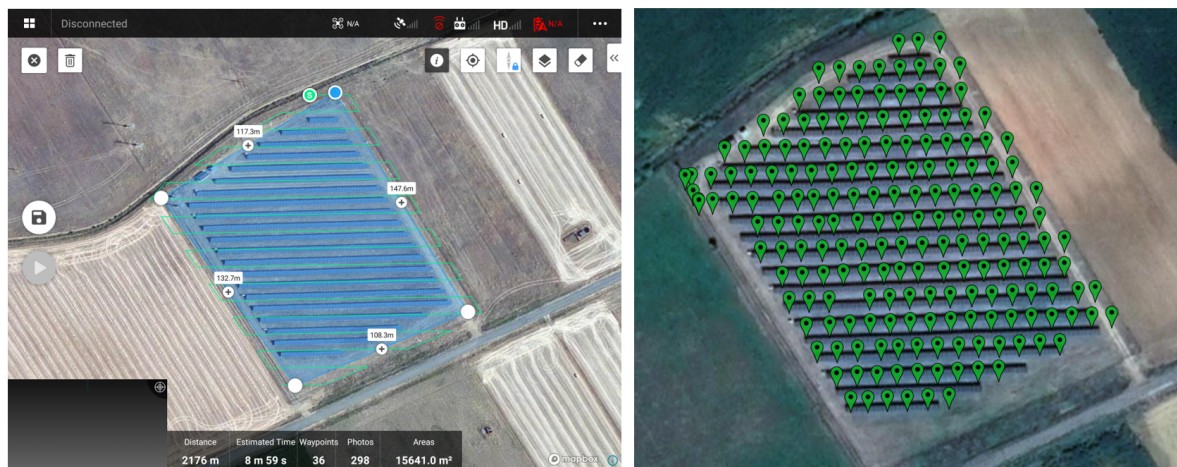 Disconnected
N/A
HD
N/A
S
117.3m
147.6m
132.7m
108.3m
Distance Estimated Time Waypoints Photos Areas
2176 m 8 m 59 s 36 298 15641.0 m²
mapbox